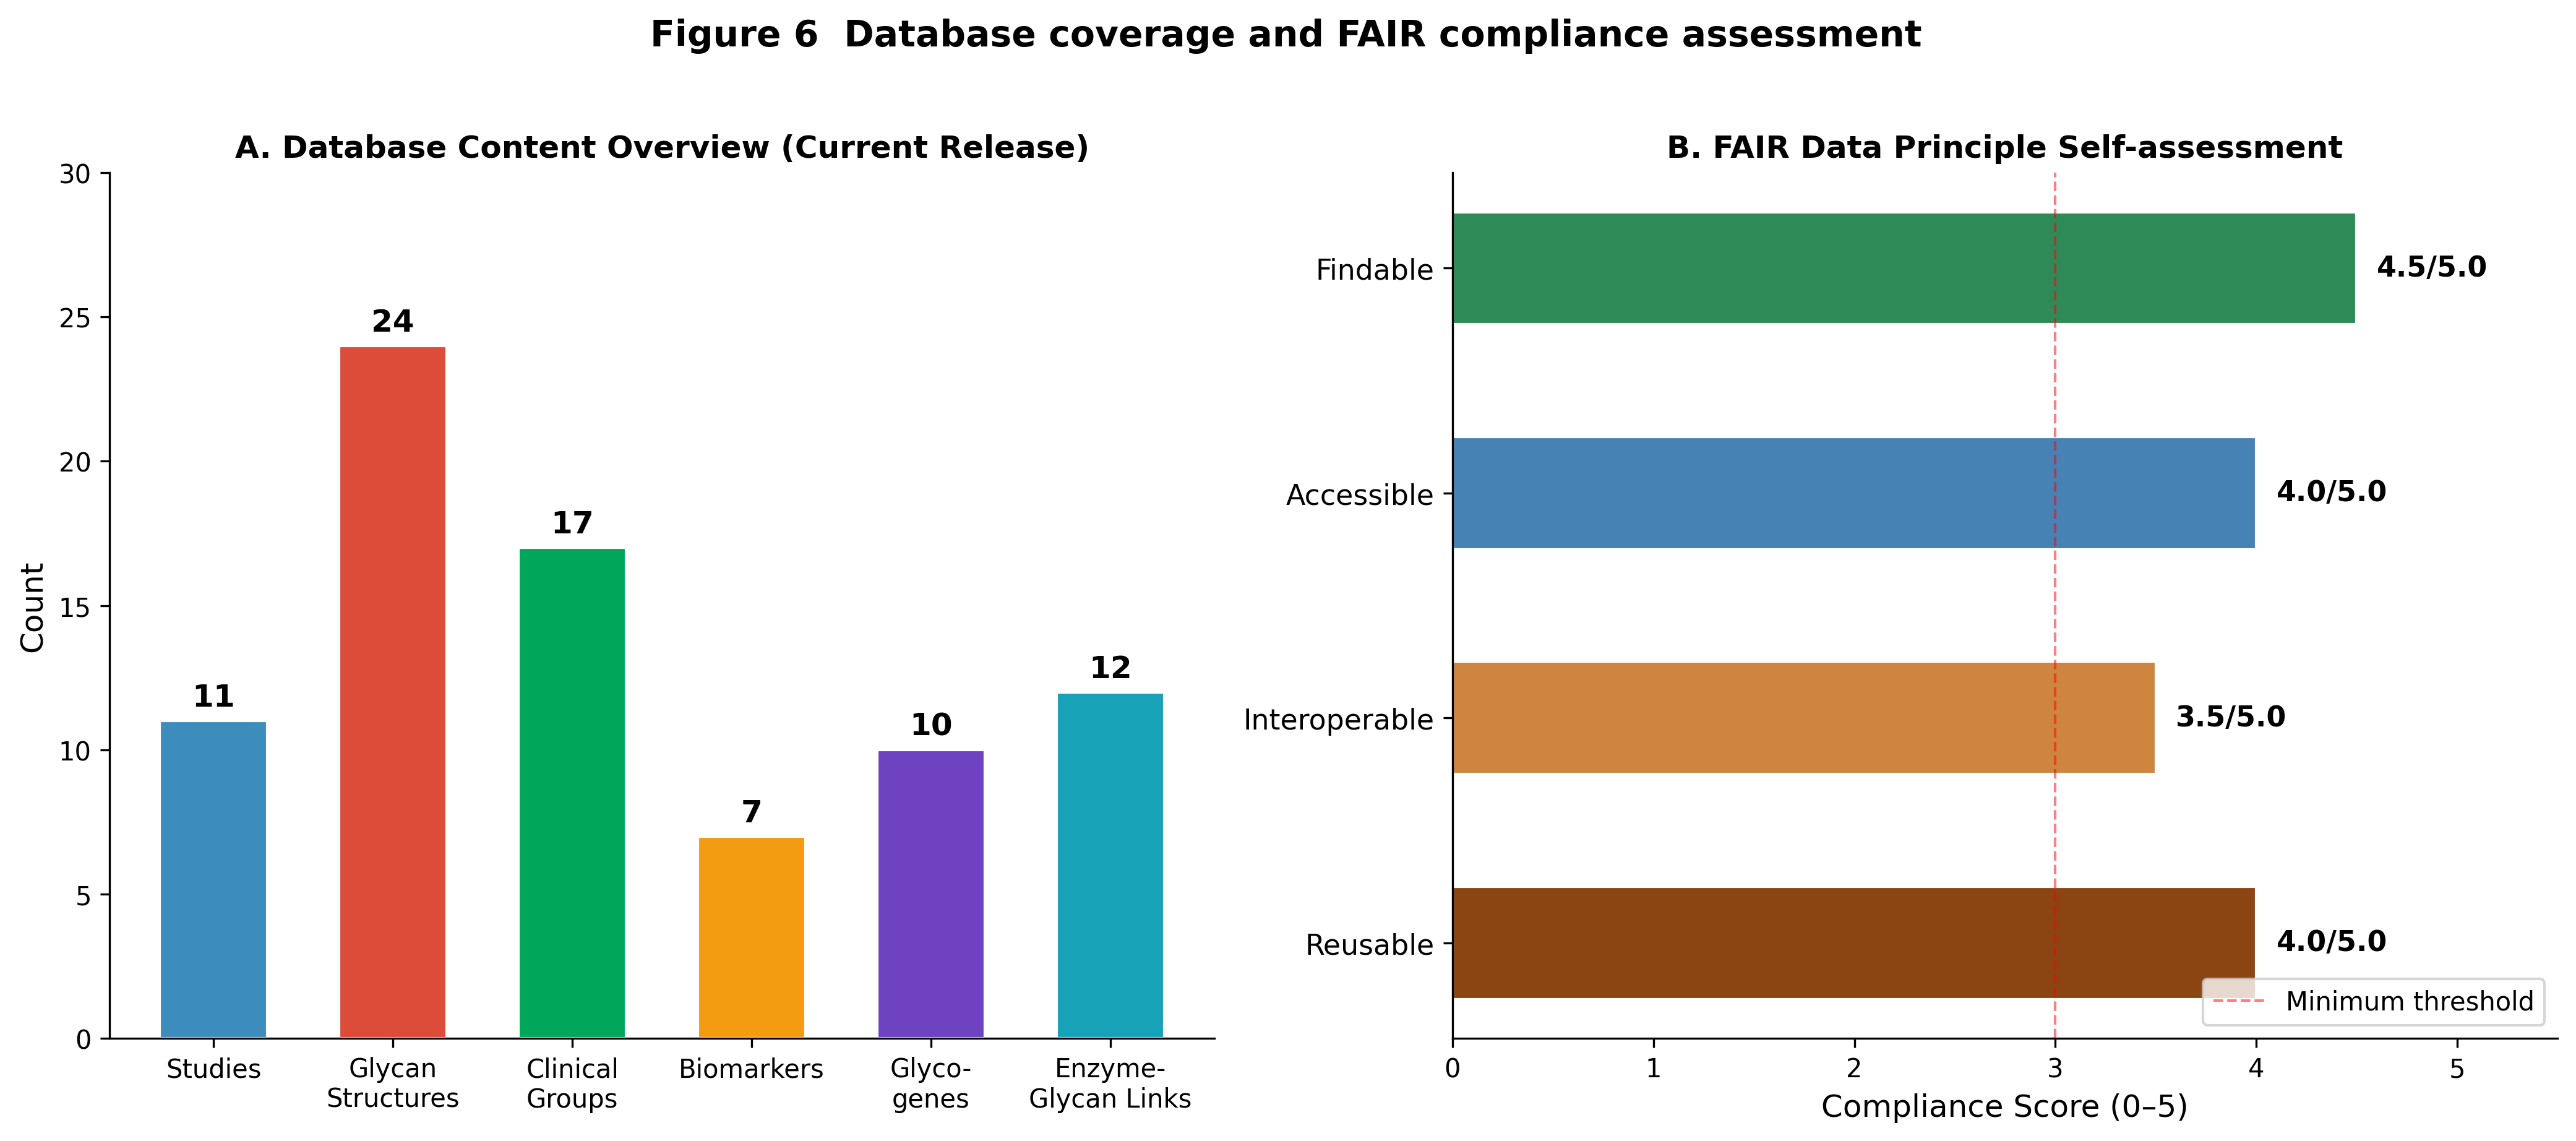 Figure 6  Database coverage and FAIR compliance assessment
A. Database Content Overview (Current Release)
30
25
20
15
10
5
0
Count
11
24
17
7
10
12
Studies
Glycan
Structures
Clinical
Groups
Biomarkers
Glyco-
genes
Enzyme-
Glycan Links
B. FAIR Data Principle Self-assessment
Findable
4.5/5.0
Accessible
4.0/5.0
Interoperable
3.5/5.0
Reusable
4.0/5.0
Minimum threshold
0
1
2
3
4
5
Compliance Score (0–5)